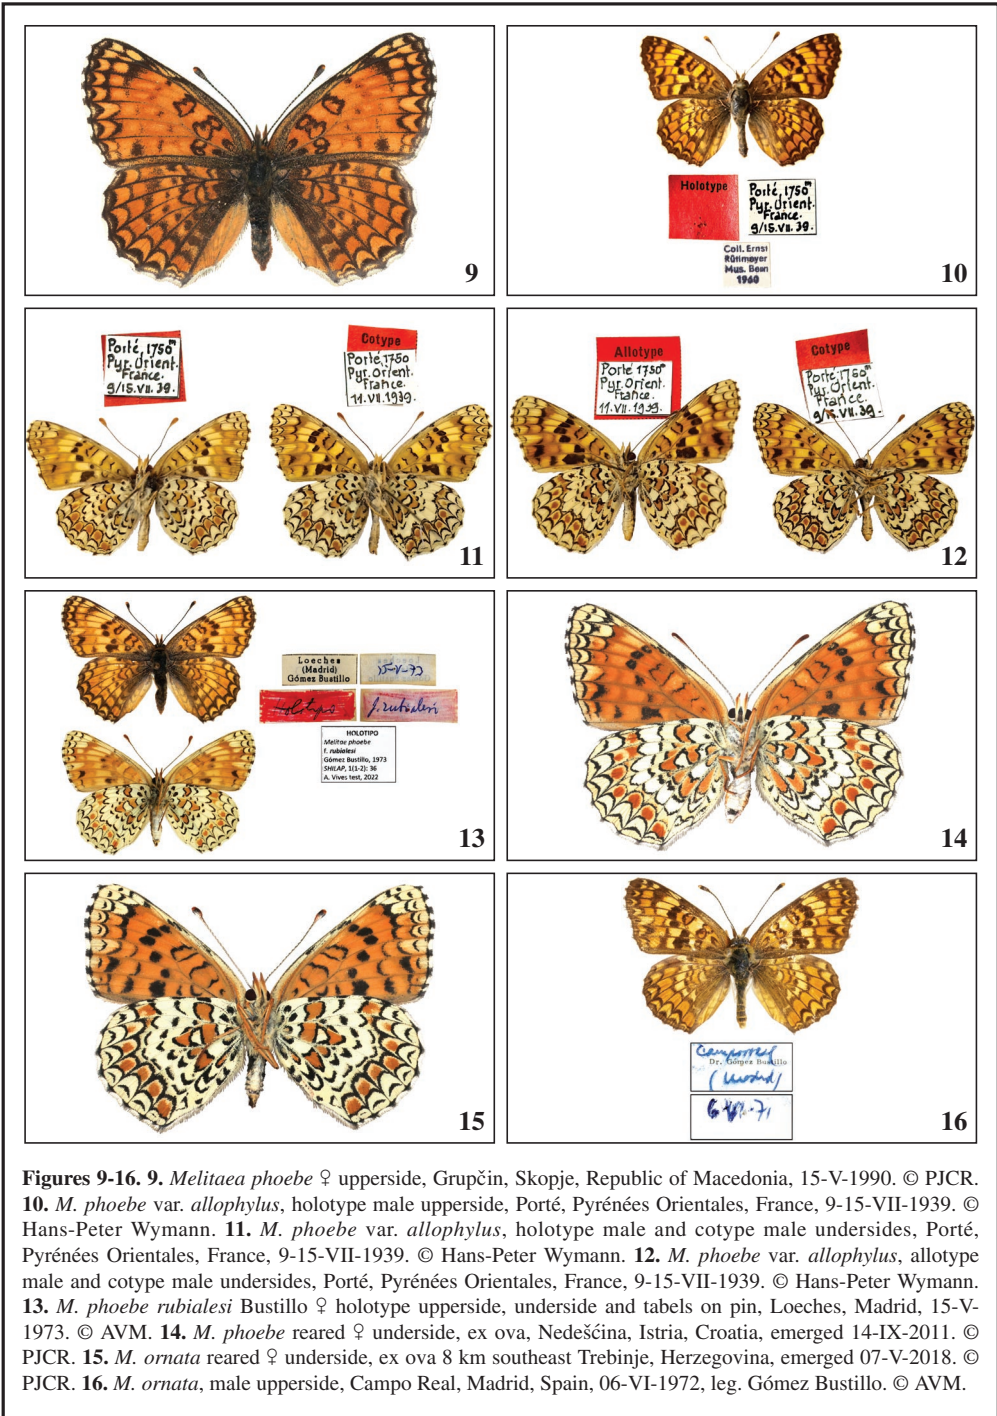 9
Holotype
Porté, 1750ᵐ
Pyr. Orient.
France.
9/15.VII.39.
Coll. Ernst
Rütimeyer
Mus. Bern
1960
10
Porté, 1750ᵐ
Pyr. Orient.
France.
9/15.VII.39.
Cotype
Porté 1750
Pyr. Orient.
France.
11.VII.1939.
11
Allotype
Porté 1750ᵐ
Pyr. Orient.
France.
11.VII.1939.
Cotype
Porté 1750ᵐ
Pyr. Orient.
France.
9/15.VII.39.
12
Loeches
(Madrid)
Gómez Bustillo
15-V-73
Holotipo
f. rubialesi
HOLOTIPO
Melitae phoebe
f. rubialesi
Gómez Bustillo, 1973
SHILAP, 1(1-2): 36
A. Vives test, 2022
13
14
15
Camporeal
Dr. Gómez Bustillo
(Madrid)
16
Figures 9-16. 9. Melitaea phoebe ♀ upperside, Grupčin, Skopje, Republic of Macedonia, 15-V-1990. © PJCR.
10. M. phoebe var. allophylus, holotype male upperside, Porté, Pyrénées Orientales, France, 9-15-VII-1939. ©
Hans-Peter Wymann. 11. M. phoebe var. allophylus, holotype male and cotype male undersides, Porté,
Pyrénées Orientales, France, 9-15-VII-1939. © Hans-Peter Wymann. 12. M. phoebe var. allophylus, allotype
male and cotype male undersides, Porté, Pyrénées Orientales, France, 9-15-VII-1939. © Hans-Peter Wymann.
13. M. phoebe rubialesi Bustillo ♀ holotype upperside, underside and tabels on pin, Loeches, Madrid, 15-V-
1973. © AVM. 14. M. phoebe reared ♀ underside, ex ova, Nedešćina, Istria, Croatia, emerged 14-IX-2011. ©
PJCR. 15. M. ornata reared ♀ underside, ex ova 8 km southeast Trebinje, Herzegovina, emerged 07-V-2018. ©
PJCR. 16. M. ornata, male upperside, Campo Real, Madrid, Spain, 06-VI-1972, leg. Gómez Bustillo. © AVM.